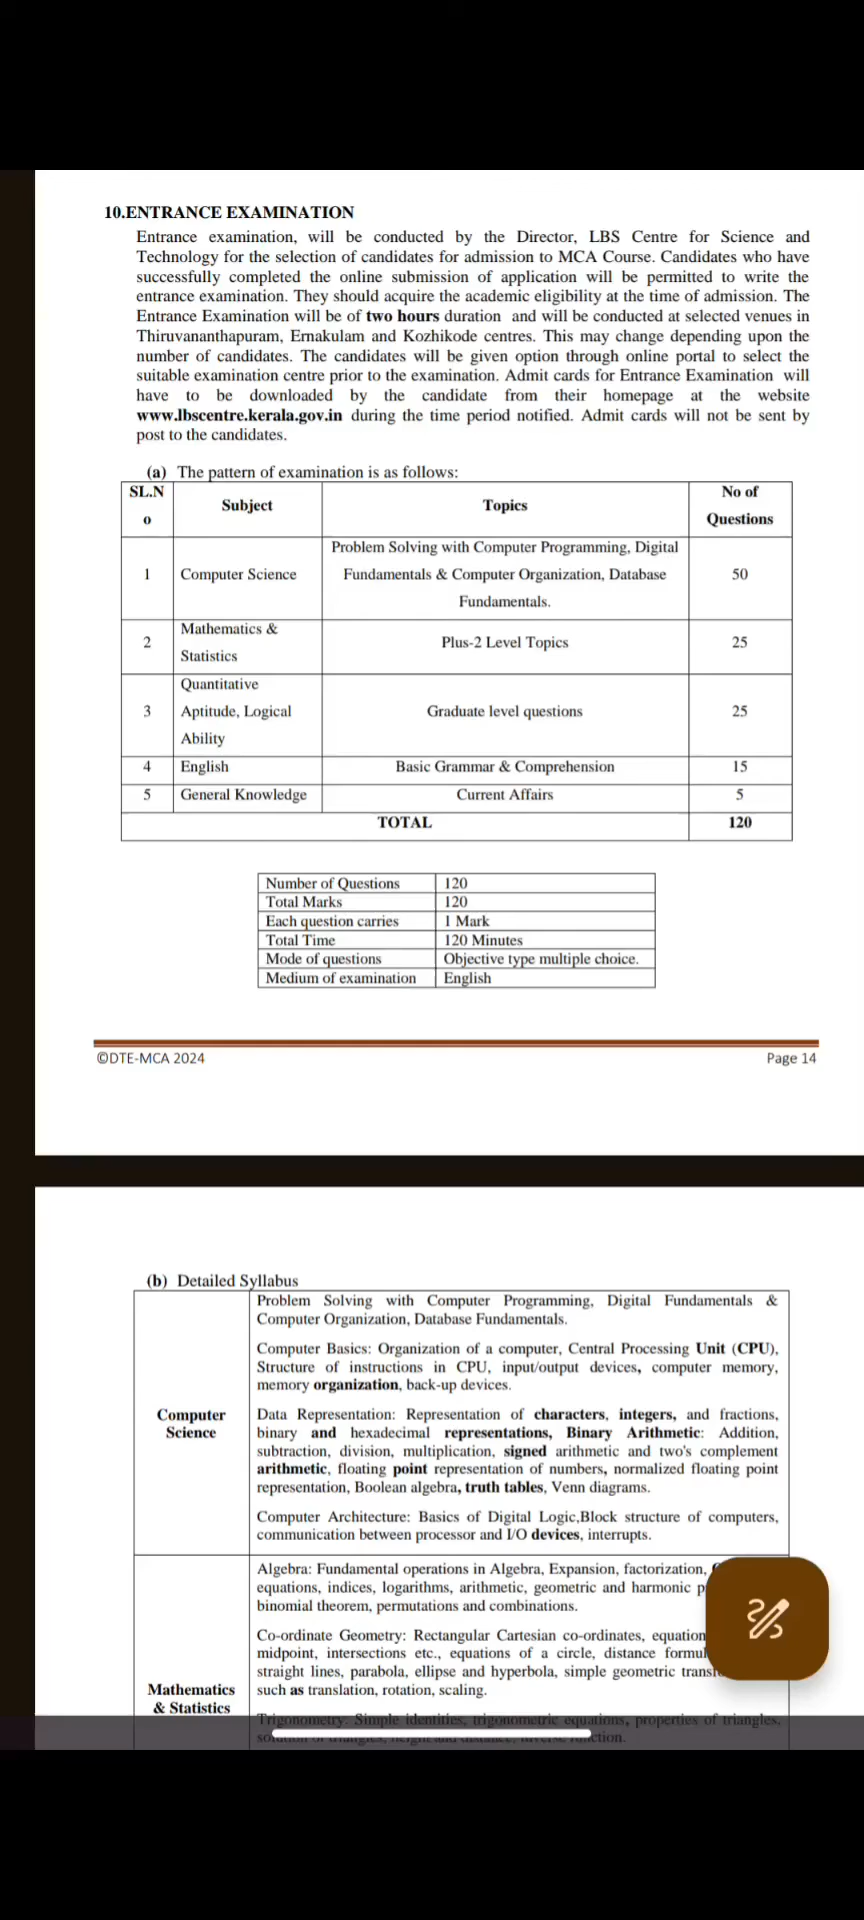 10.ENTRANCE EXAMINATION
Entrance examination, will be conducted by the Director, LBS Centre for Science and
Technology for the selection of candidates for admission to MCA Course. Candidates who have
successfully completed the online submission of application will be permitted to write the
entrance examination. They should acquire the academic eligibility at the time of admission. The
Entrance Examination will be of two hours duration and will be conducted at selected venues in
Thiruvananthapuram, Ernakulam and Kozhikode centres. This may change depending upon the
number of candidates. The candidates will be given option through online portal to select the
suitable examination centre prior to the examination. Admit cards for Entrance Examination will
have to be downloaded by the candidate from their homepage at the website
www.lbscentre.kerala.gov.in during the time period notified. Admit cards will not be sent by
post to the candidates.
(a) The pattern of examination is as follows:
SL.N
o
Subject
Topics
No of
Questions
1
Computer Science
Problem Solving with Computer Programming, Digital
Fundamentals & Computer Organization, Database
Fundamentals.
50
2
Mathematics &
Statistics
Plus-2 Level Topics
25
3
Quantitative
Aptitude, Logical
Ability
Graduate level questions
25
4
English
Basic Grammar & Comprehension
15
5
General Knowledge
Current Affairs
5
TOTAL
120
Number of Questions 120
Total Marks 120
Each question carries 1 Mark
Total Time 120 Minutes
Mode of questions Objective type multiple choice.
Medium of examination English
©DTE-MCA 2024 Page 14
(b) Detailed Syllabus
Computer
Science
Problem Solving with Computer Programming, Digital Fundamentals &
Computer Organization, Database Fundamentals.
Computer Basics: Organization of a computer, Central Processing Unit (CPU),
Structure of instructions in CPU, input/output devices, computer memory,
memory organization, back-up devices.
Data Representation: Representation of characters, integers, and fractions,
binary and hexadecimal representations, Binary Arithmetic: Addition,
subtraction, division, multiplication, signed arithmetic and two's complement
arithmetic, floating point representation of numbers, normalized floating point
representation, Boolean algebra, truth tables, Venn diagrams.
Computer Architecture: Basics of Digital Logic,Block structure of computers,
communication between processor and I/O devices, interrupts.
Mathematics
& Statistics
Algebra: Fundamental operations in Algebra, Expansion, factorization,
equations, indices, logarithms, arithmetic, geometric and harmonic
binomial theorem, permutations and combinations.
Co-ordinate Geometry: Rectangular Cartesian co-ordinates, equation
midpoint, intersections etc., equations of a circle, distance
straight lines, parabola, ellipse and hyperbola, simple geometric
such as translation, rotation, scaling.
Trigonometry: Simple identities, trigonometric equations, properties of triangles,